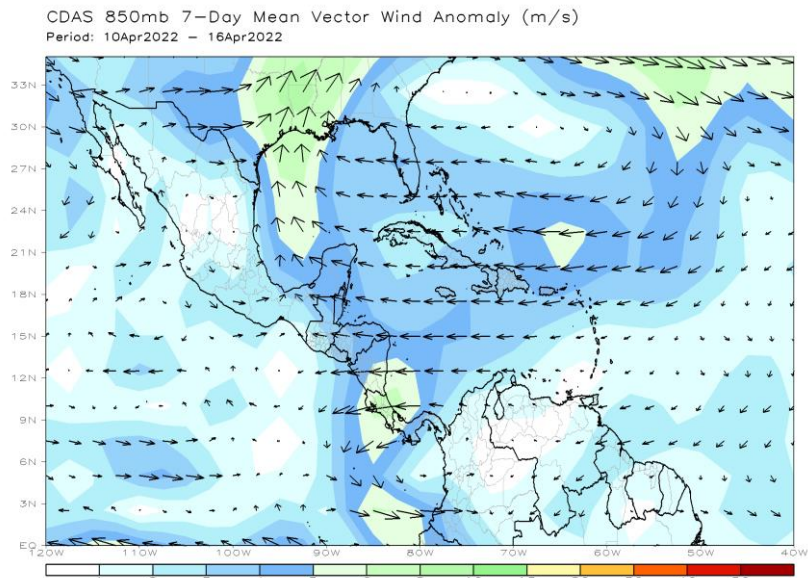 CDAS 850mb 7-Day Mean Vector Wind Anomaly (m/s)
Period: 10Apr2022 – 16Apr2022
33N
30N
27N
24N
21N
18N
15N
12N
9N
6N
3N
EQ
120W 110W 100W 90W 80W 70W 60W 50W 40W